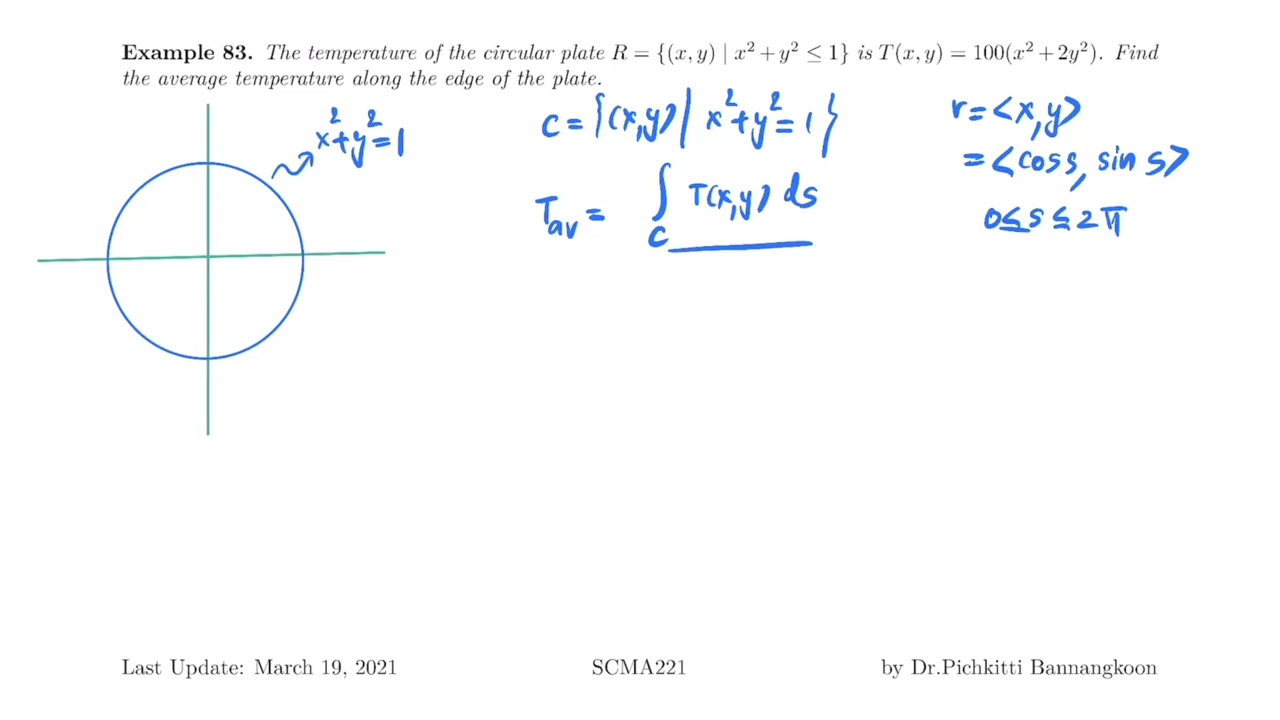 Example 83. The temperature of the circular plate R = {(x, y) | x² + y² ≤ 1} is T(x, y) = 100(x² + 2y²). Find
the average temperature along the edge of the plate.
x² + y² = 1
C = {(x,y) | x² + y² = 1}
T_av = ∫_C T(x,y) ds
r = <x,y>
= <cos s, sin s>
0 ≤ s ≤ 2π
Last Update: March 19, 2021
SCMA221
by Dr.Pichkitti Bannangkoon